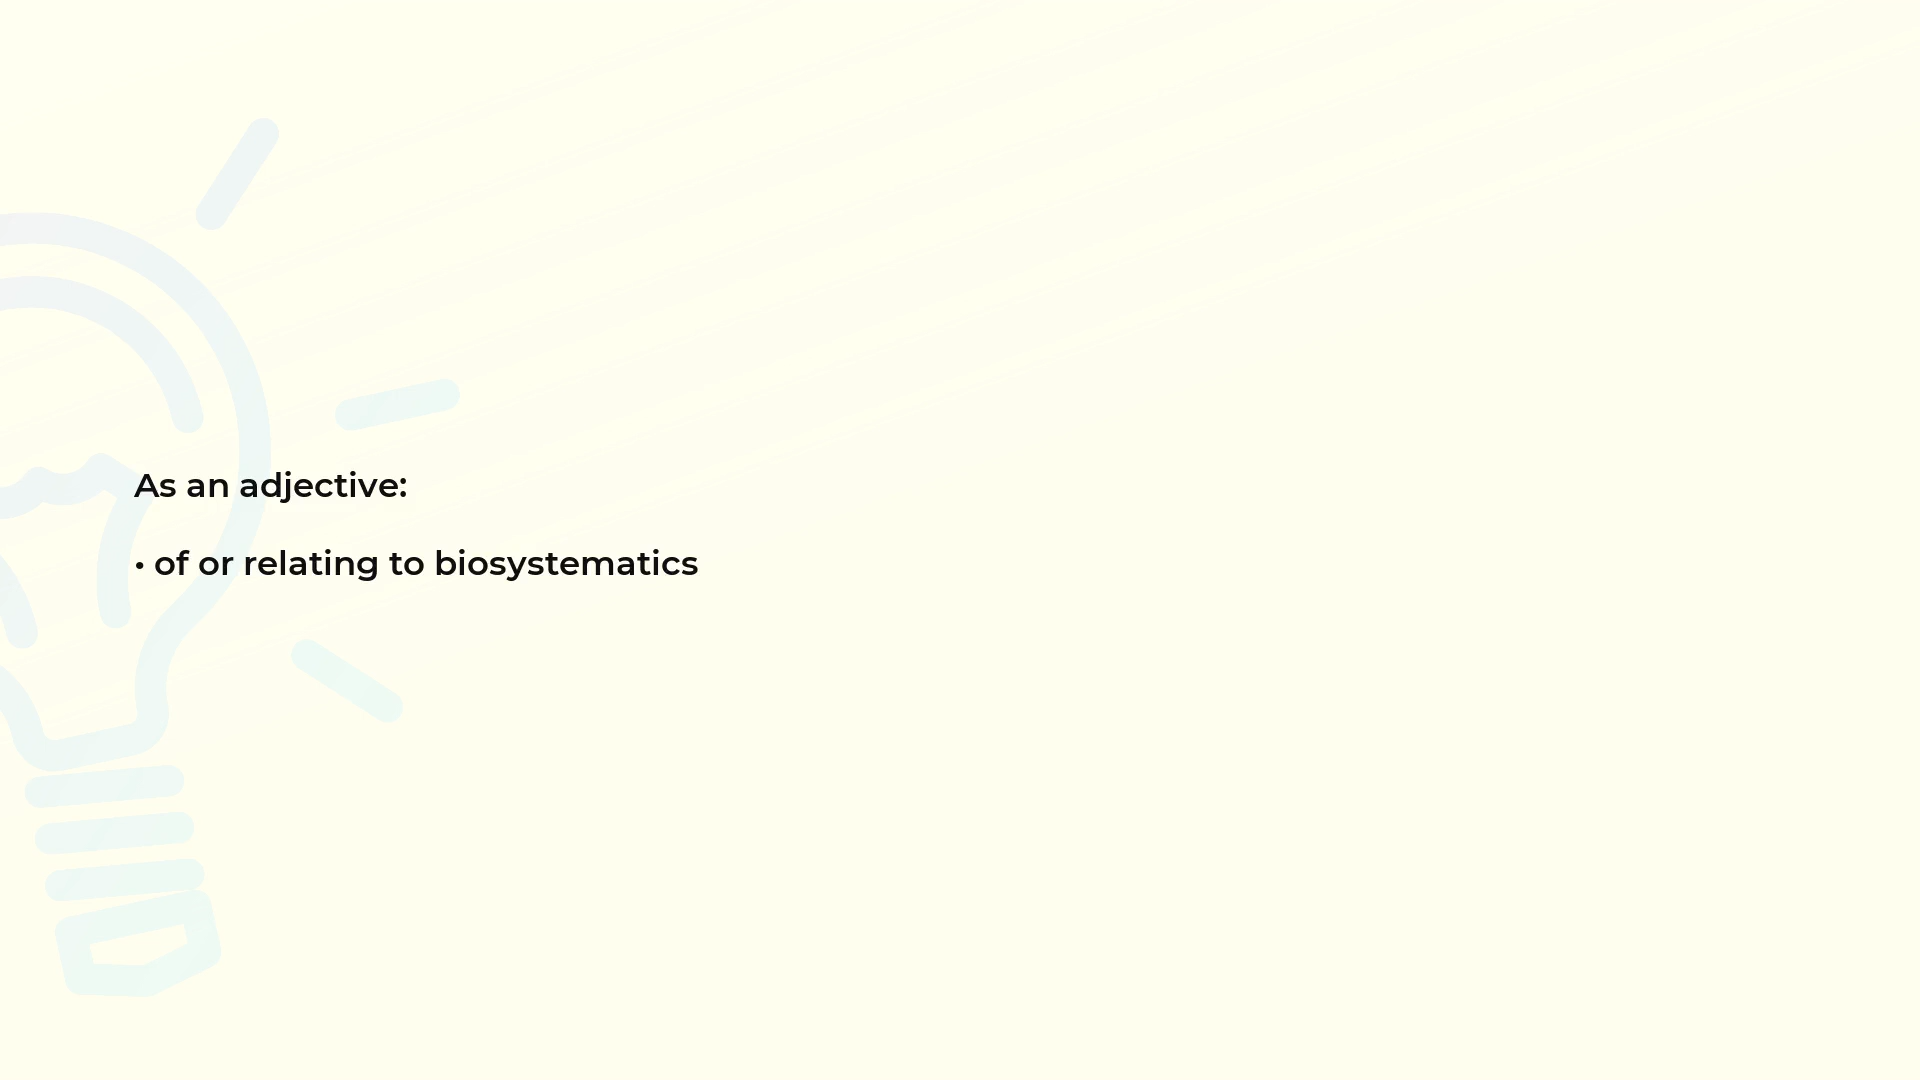 As an adjective:
• of or relating to biosystematics